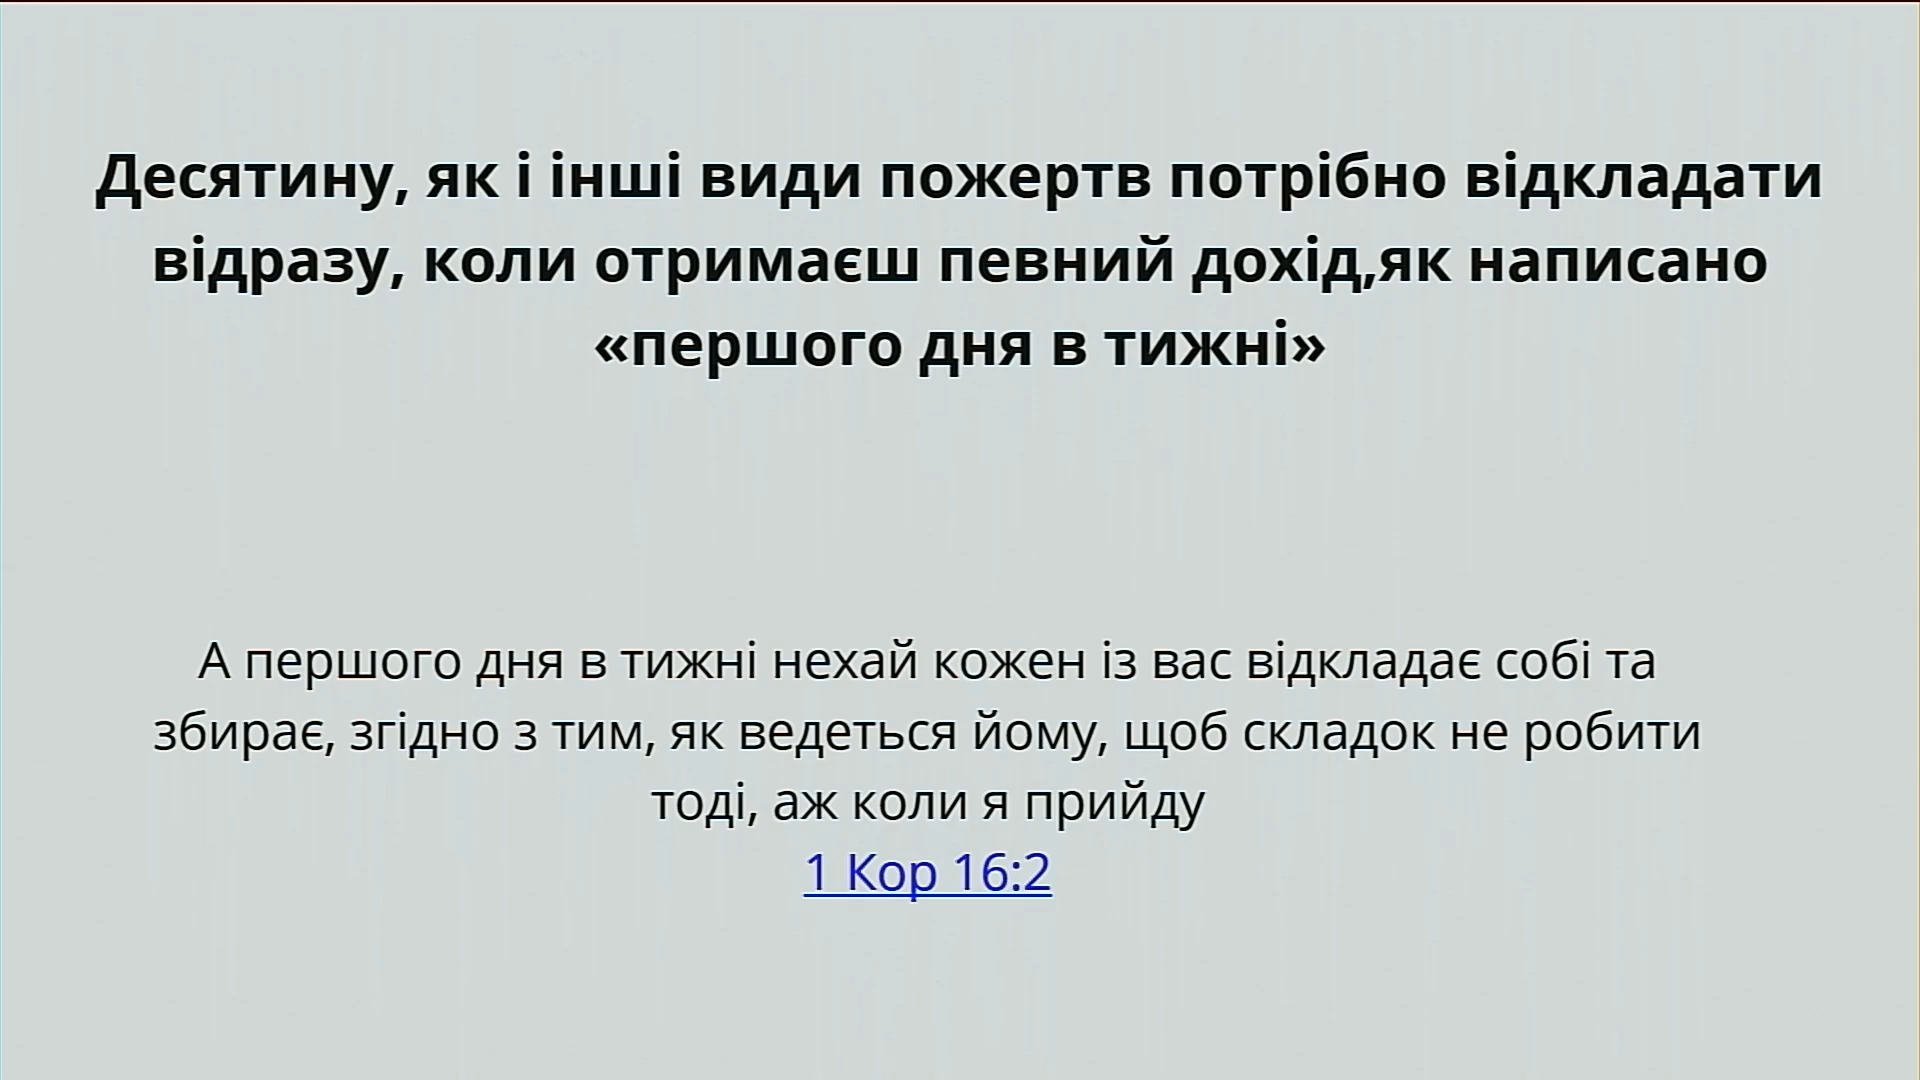 Десятину, як і інші види пожертв потрібно відкладати
відразу, коли отримаєш певний дохід,як написано
«першого дня в тижні»
А першого дня в тижні нехай кожен із вас відкладає собі та
збирає, згідно з тим, як ведеться йому, щоб складок не робити
тоді, аж коли я прийду
1 Кор 16:2